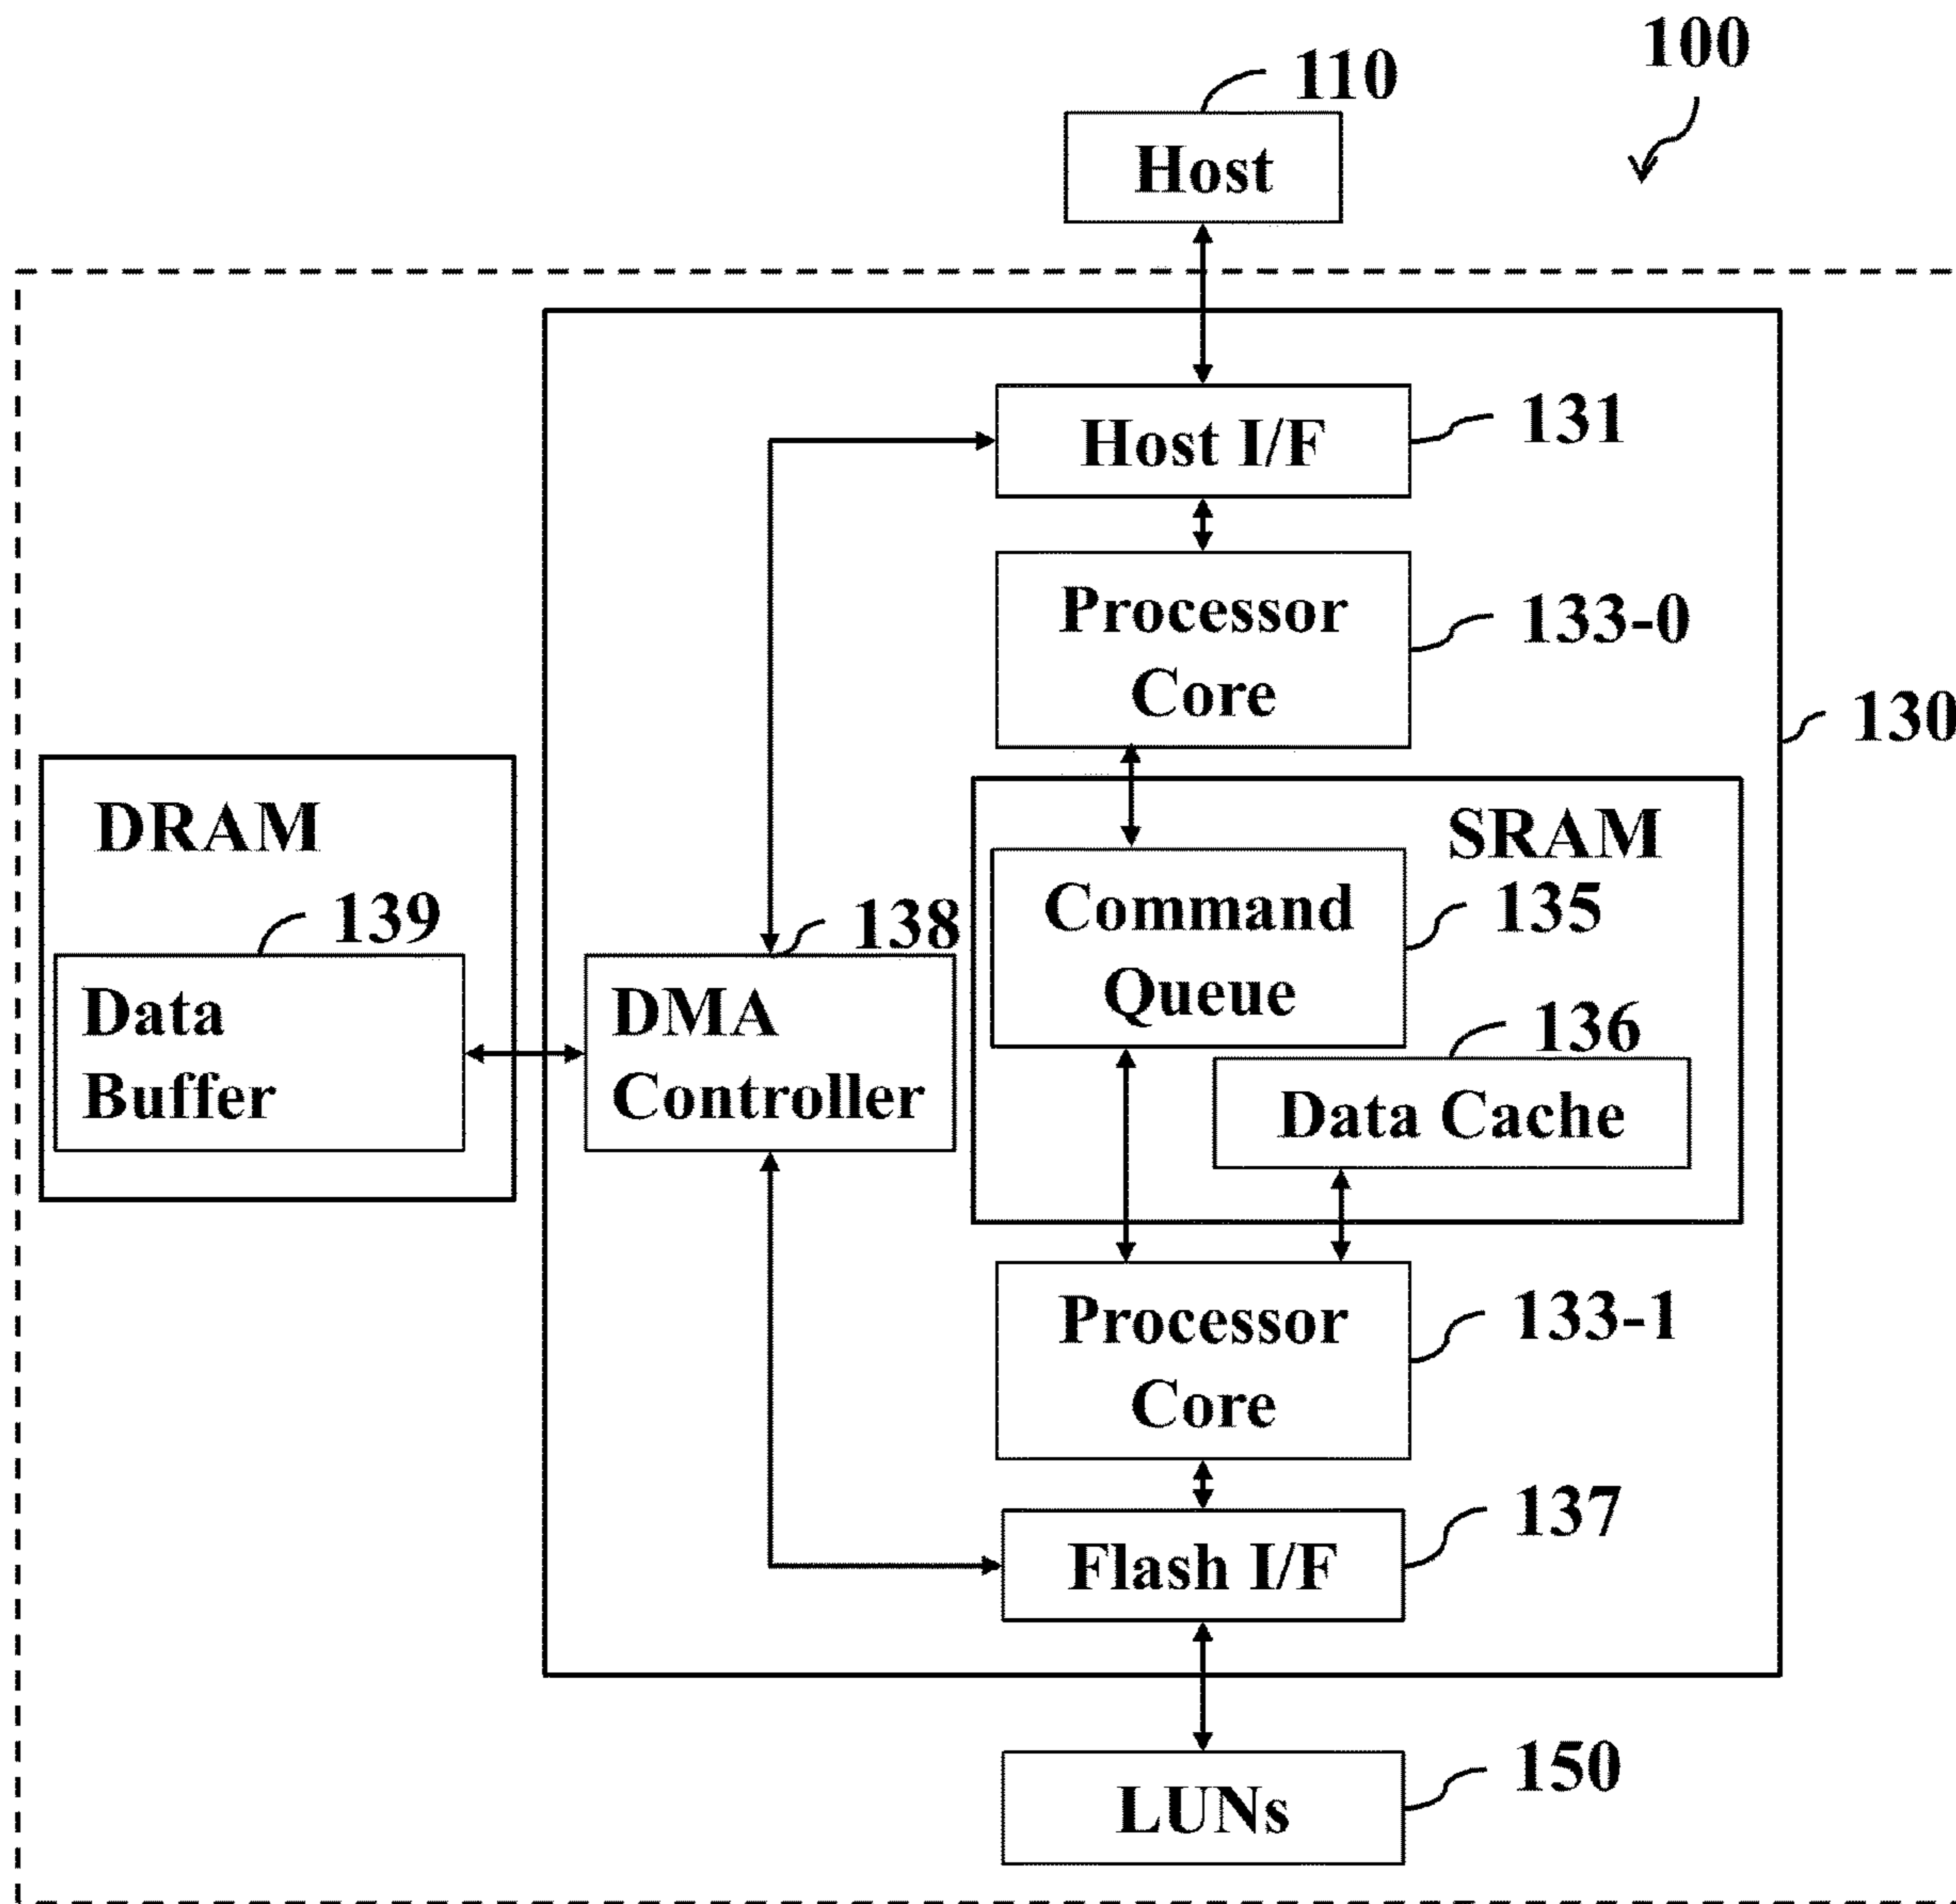 100
110
Host
Host I/F
131
Processor
Core
133-0
130
DRAM
SRAM
139
138
Command
Queue
135
Data
Buffer
DMA
Controller
136
Data Cache
Processor
Core
133-1
Flash I/F
137
LUNs
150